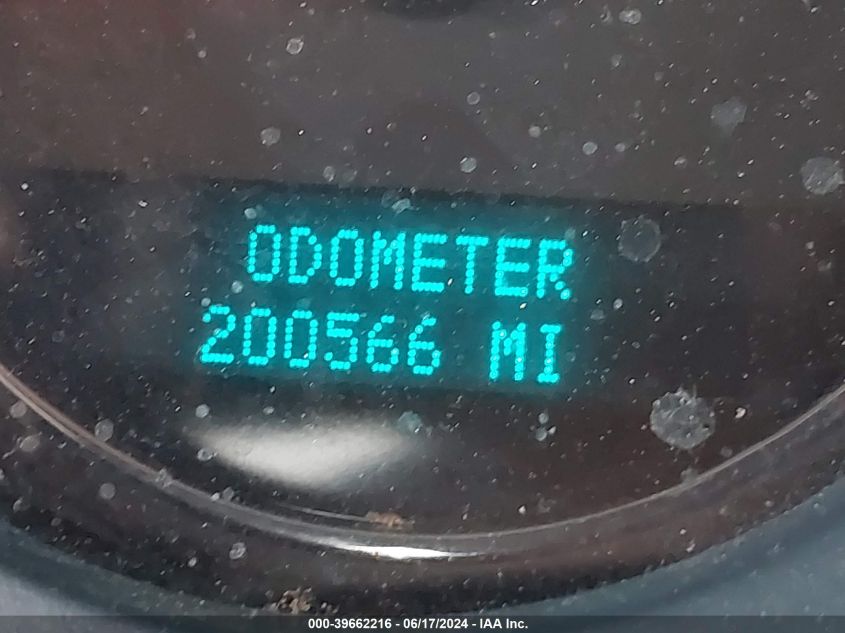 ODOMETER
200566 MI
000-39662216 - 06/17/2024 - IAA Inc.